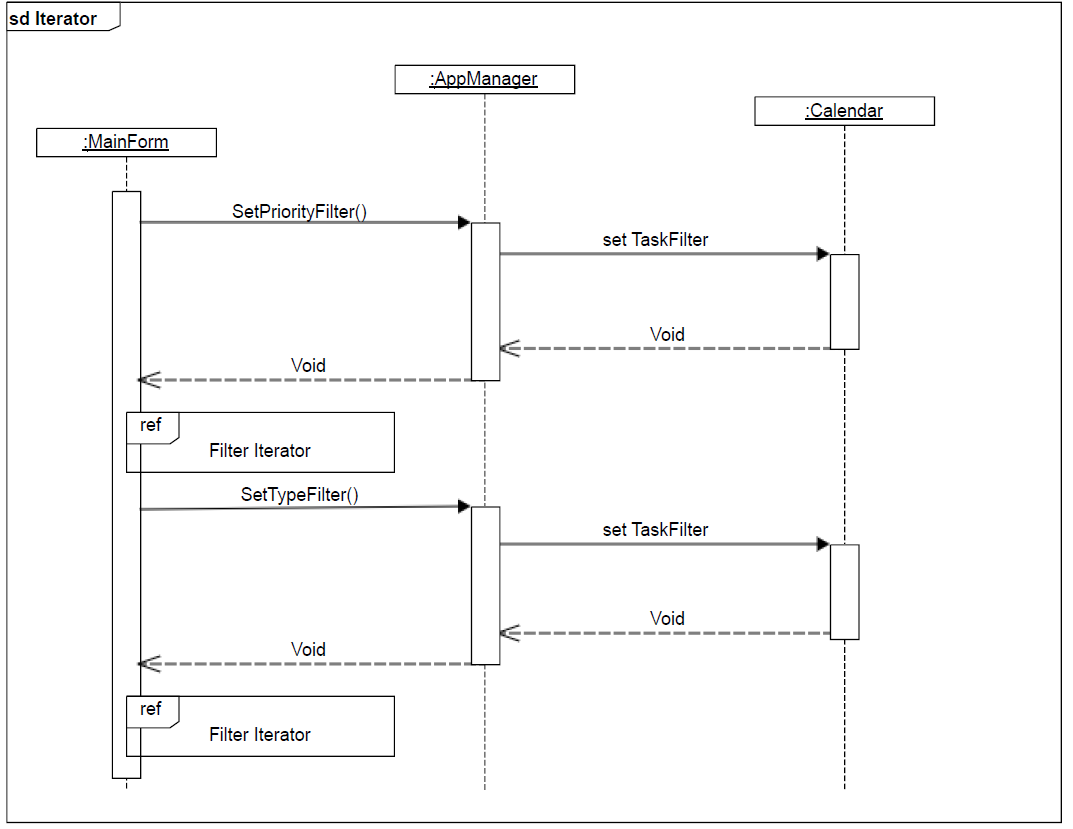 sd Iterator
:AppManager
:Calendar
:MainForm
SetPriorityFilter()
set TaskFilter
Void
Void
ref
Filter Iterator
SetTypeFilter()
set TaskFilter
Void
Void
ref
Filter Iterator